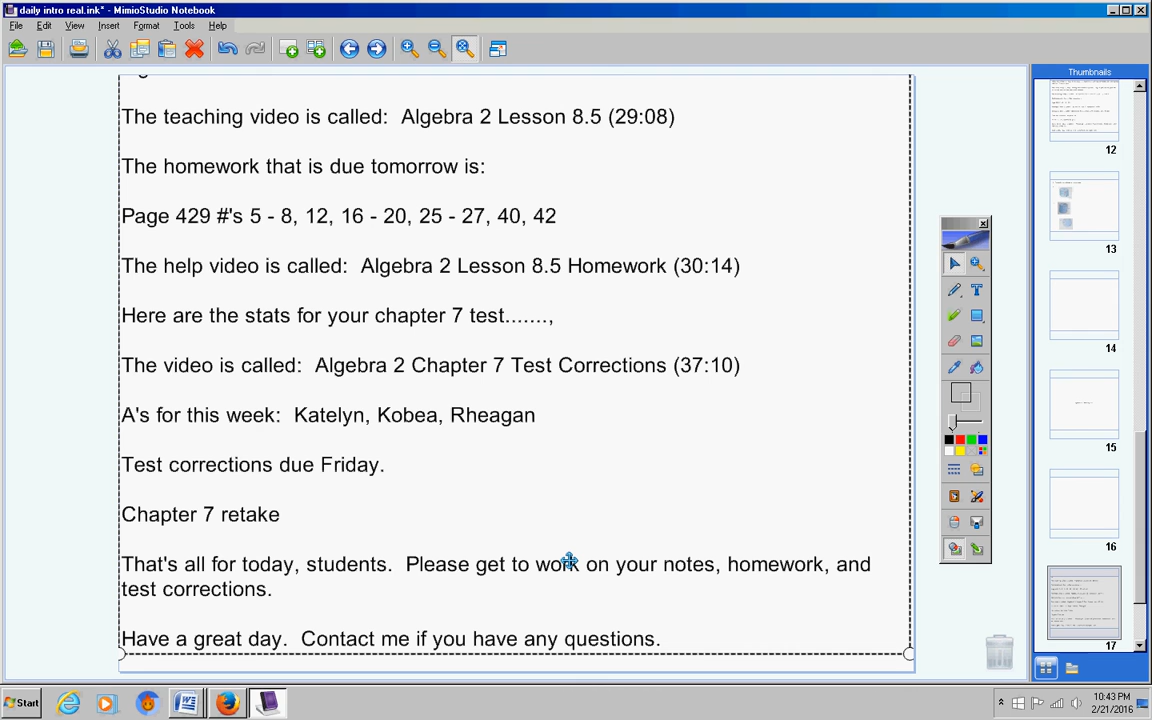 daily intro real.ink* - MimioStudio Notebook
File Edit View Insert Format Tools Help
Thumbnails
The teaching video is called:  Algebra 2 Lesson 8.5 (29:08)
The homework that is due tomorrow is:
Page 429 #'s 5 - 8, 12, 16 - 20, 25 - 27, 40, 42
The help video is called:  Algebra 2 Lesson 8.5 Homework (30:14)
Here are the stats for your chapter 7 test.......,
The video is called:  Algebra 2 Chapter 7 Test Corrections (37:10)
A's for this week:  Katelyn, Kobea, Rheagan
Test corrections due Friday.
Chapter 7 retake
That's all for today, students.  Please get to work on your notes, homework, and
test corrections.
Have a great day.  Contact me if you have any questions.
12
13
14
15
16
17
Start
10:43 PM
2/21/2016